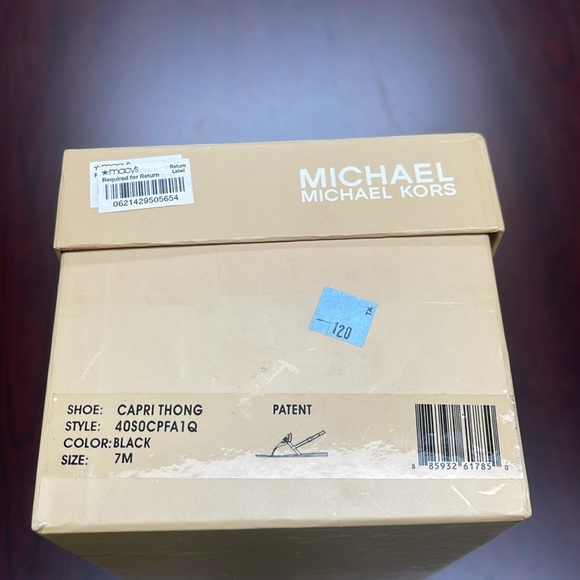 ★macy's Return
Required for Return Label
0621429505654
MICHAEL
MICHAEL KORS
120
SHOE: CAPRI THONG PATENT
STYLE: 40S0CPFA1Q
COLOR: BLACK
SIZE: 7M
8 85932 61785 0